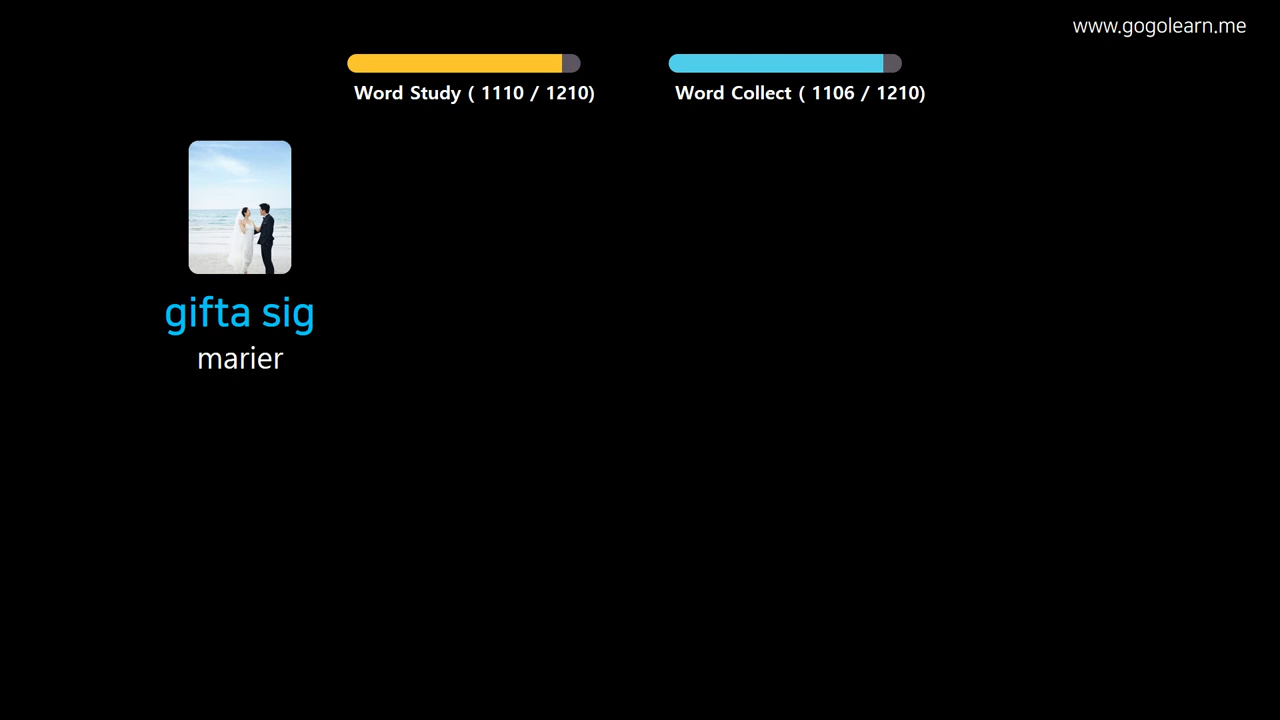 www.gogolearn.me
Word Study ( 1110 / 1210)
Word Collect ( 1106 / 1210)
gifta sig
marier